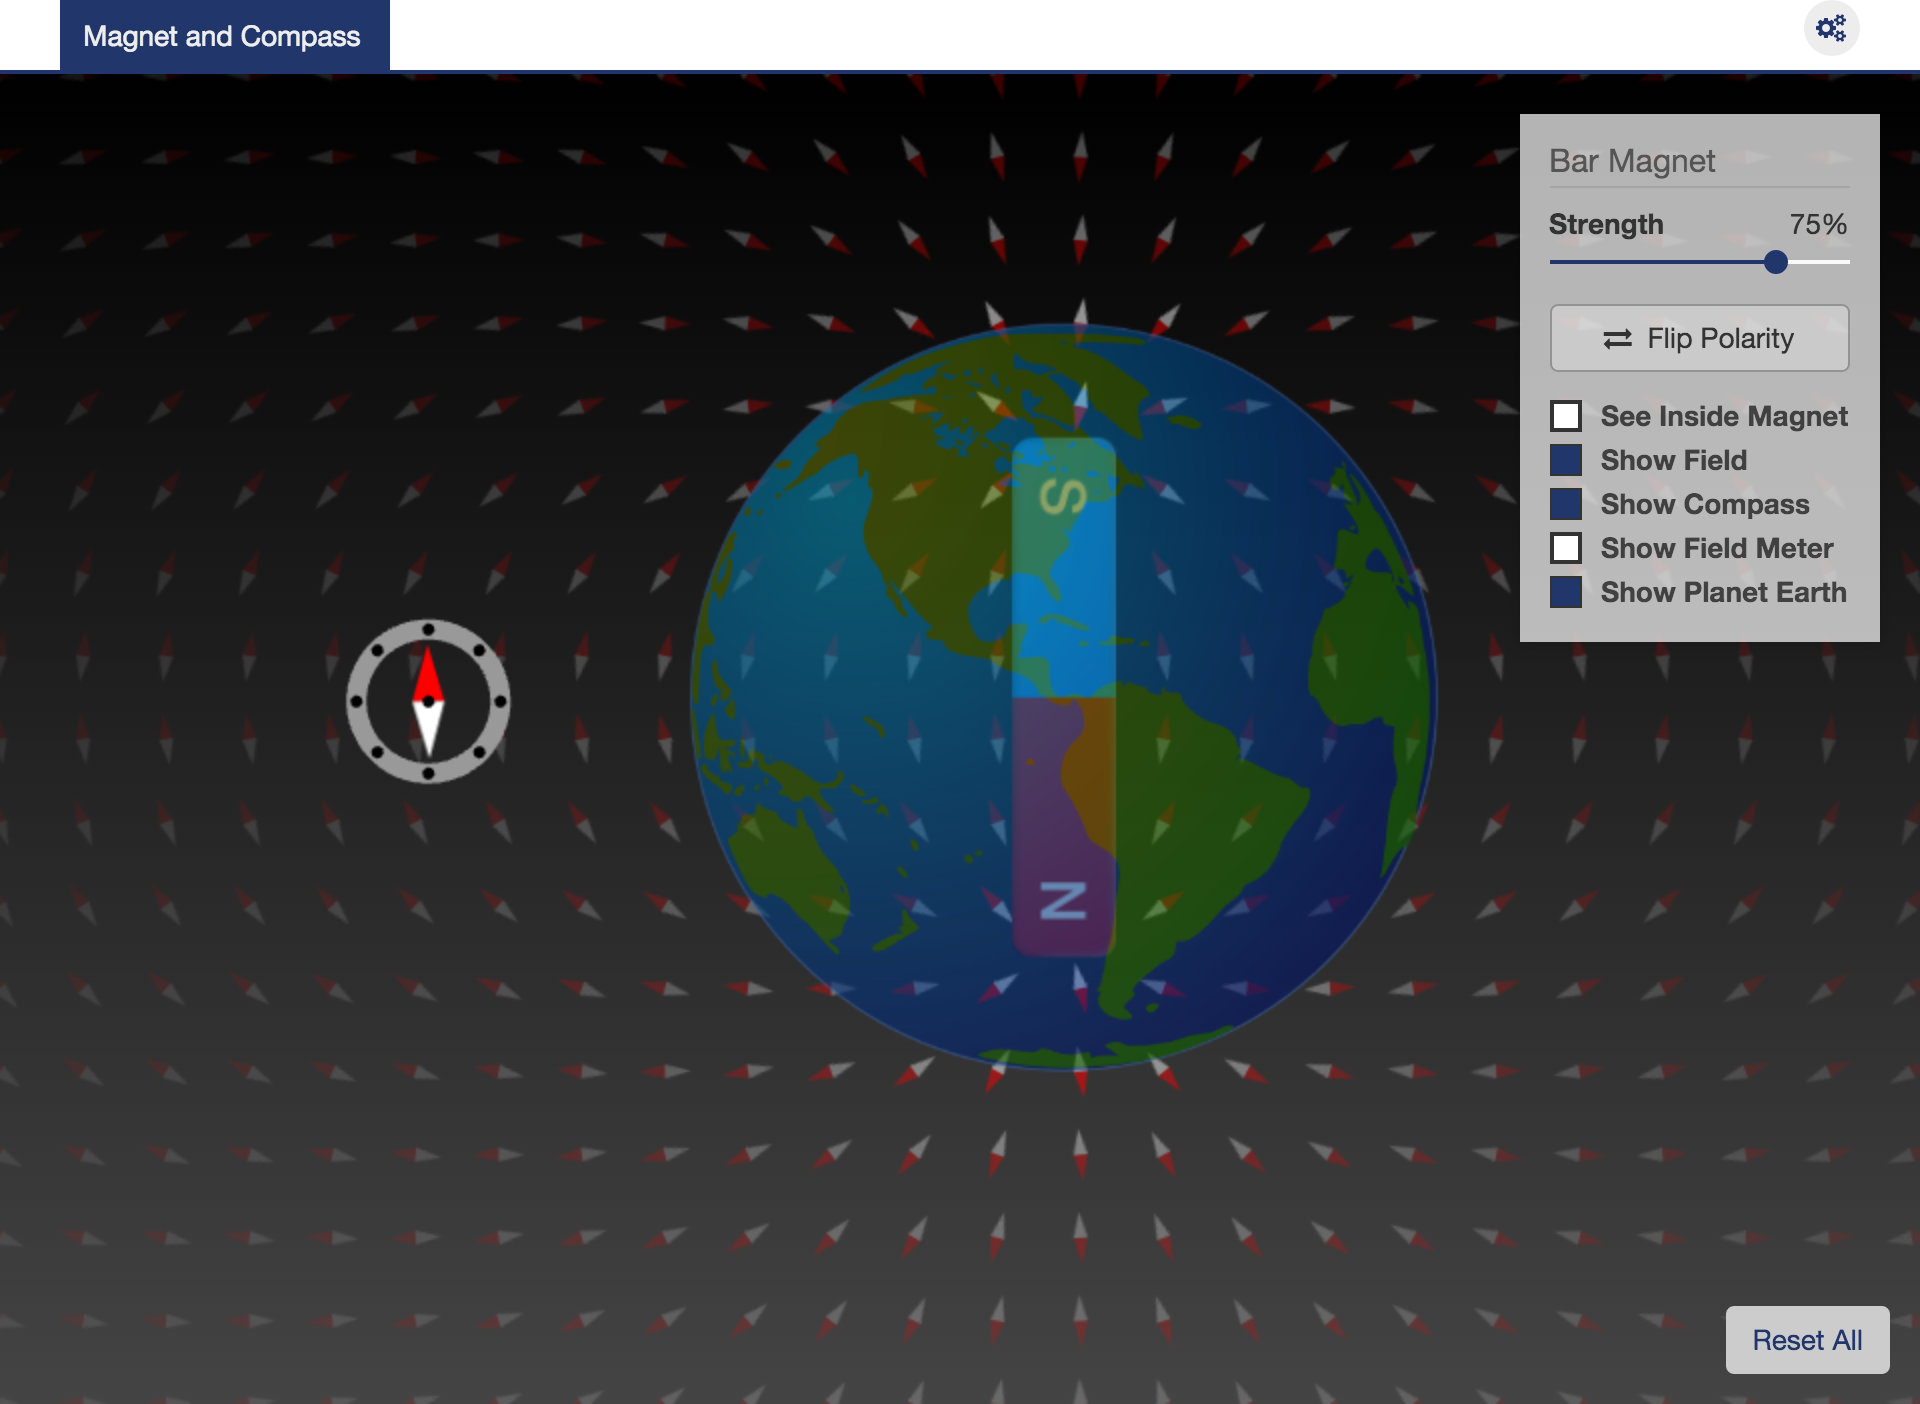 Magnet and Compass
Bar Magnet
Strength 75%
Flip Polarity
See Inside Magnet
Show Field
Show Compass
Show Field Meter
Show Planet Earth
S
N
Reset All